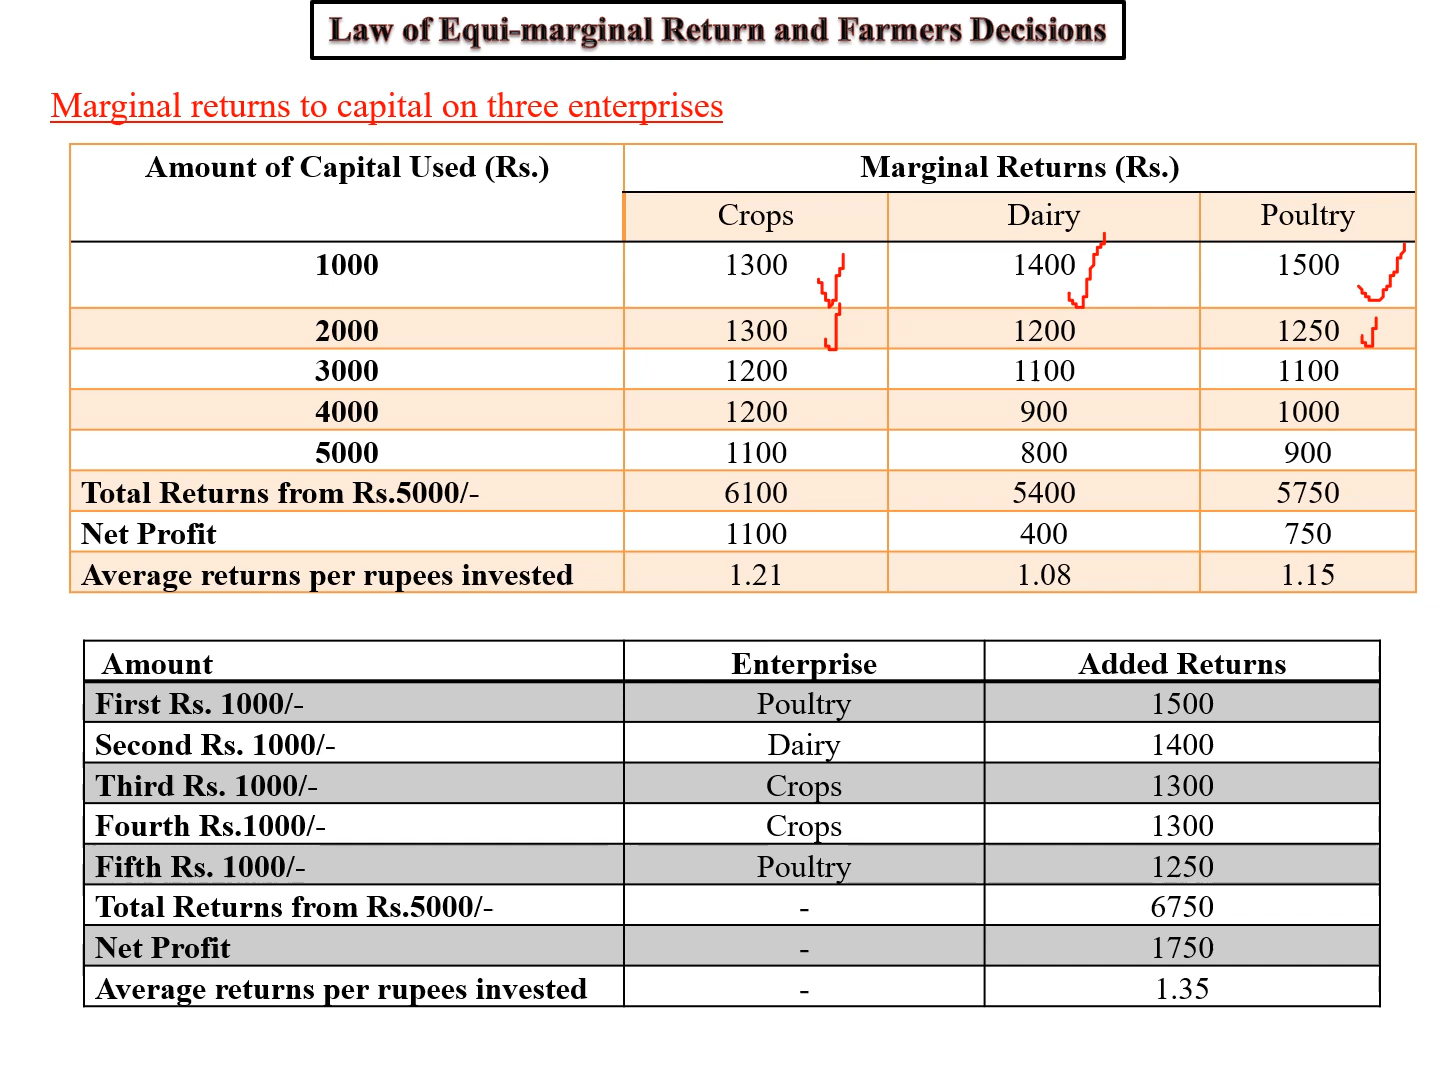 Law of Equi-marginal Return and Farmers Decisions
Marginal returns to capital on three enterprises
Amount of Capital Used (Rs.) Marginal Returns (Rs.)
Crops Dairy Poultry
1000 1300 1400 1500
2000 1300 1200 1250
3000 1200 1100 1100
4000 1200 900 1000
5000 1100 800 900
Total Returns from Rs.5000/- 6100 5400 5750
Net Profit 1100 400 750
Average returns per rupees invested 1.21 1.08 1.15
Amount Enterprise Added Returns
First Rs. 1000/- Poultry 1500
Second Rs. 1000/- Dairy 1400
Third Rs. 1000/- Crops 1300
Fourth Rs.1000/- Crops 1300
Fifth Rs. 1000/- Poultry 1250
Total Returns from Rs.5000/- - 6750
Net Profit - 1750
Average returns per rupees invested - 1.35